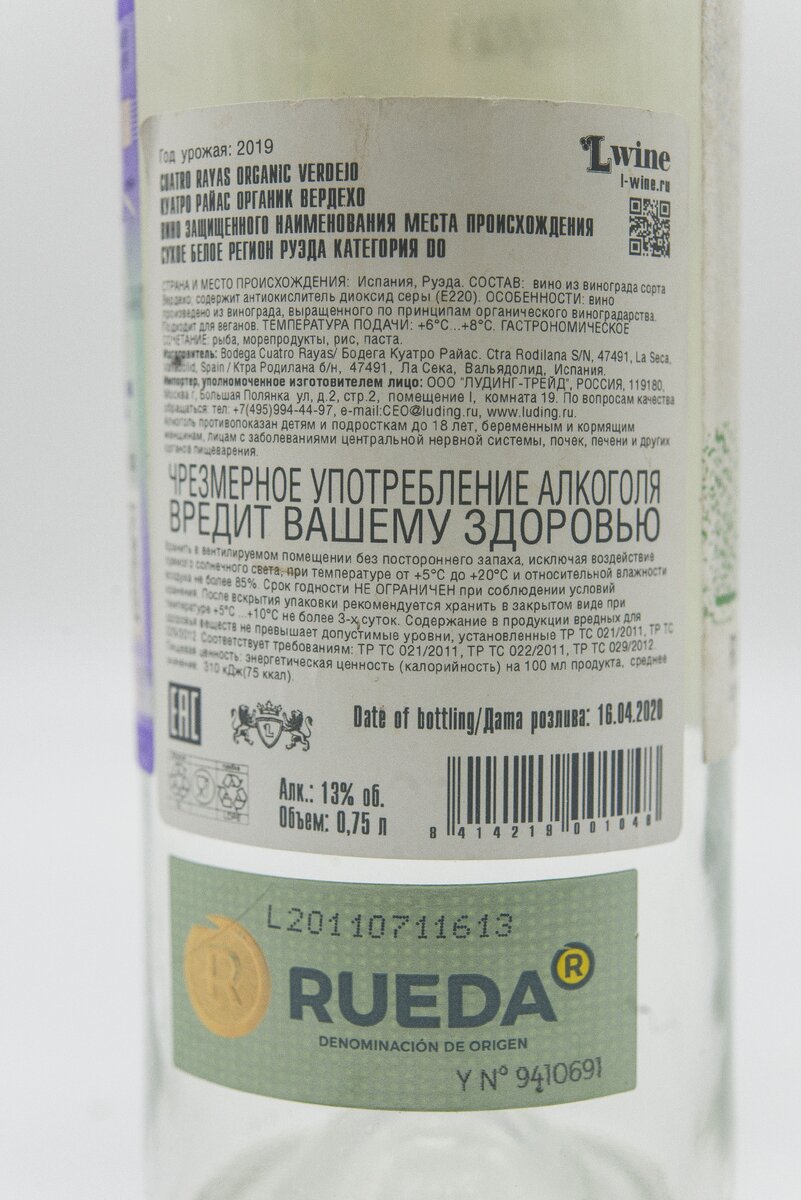 Год урожая: 2019
Lwine
l-wine.ru
CUATRO RAYAS ORGANIC VERDEJO
КУАТРО РАЙАС ОРГАНИК ВЕРДЕХО
ВИНО ЗАЩИЩЕННОГО НАИМЕНОВАНИЯ МЕСТА ПРОИСХОЖДЕНИЯ
СУХОЕ БЕЛОЕ РЕГИОН РУЭДА КАТЕГОРИЯ DO
СТРАНА И МЕСТО ПРОИСХОЖДЕНИЯ: Испания, Руэда. СОСТАВ: вино из винограда сорта
Вердехо; содержит антиокислитель диоксид серы (Е220). ОСОБЕННОСТИ: вино
произведено из винограда, выращенного по принципам органического виноградарства.
Подходит для веганов. ТЕМПЕРАТУРА ПОДАЧИ: +6°С...+8°С. ГАСТРОНОМИЧЕСКОЕ
СОЧЕТАНИЕ: рыба, морепродукты, рис, паста.
Изготовитель: Bodega Cuatro Rayas/ Бодега Куатро Райас. Ctra Rodilana S/N, 47491, La Seca,
Spain / Ктра Родилана б/н, 47491, Ла Сека, Вальядолид, Испания.
Импортер, уполномоченное изготовителем лицо: ООО "ЛУДИНГ-ТРЕЙД", РОССИЯ, 119180,
Москва г, Большая Полянка ул, д.2, стр.2, помещение I, комната 19. По вопросам качества
обращаться: тел: +7(495)994-44-97, e-mail:CEO@luding.ru, www.luding.ru.
Алкоголь противопоказан детям и подросткам до 18 лет, беременным и кормящим
женщинам, лицам с заболеваниями центральной нервной системы, почек, печени и других
органов пищеварения.
ЧРЕЗМЕРНОЕ УПОТРЕБЛЕНИЕ АЛКОГОЛЯ
ВРЕДИТ ВАШЕМУ ЗДОРОВЬЮ
Хранить в вентилируемом помещении без постороннего запаха, исключая воздействие
прямого солнечного света, при температуре от +5°С до +20°С и относительной влажности
воздуха не более 85%. Срок годности НЕ ОГРАНИЧЕН при соблюдении условий
хранения. После вскрытия упаковки рекомендуется хранить в закрытом виде при
температуре +5°С ...+10°С не более 3-х суток. Содержание в продукции вредных для
здоровья веществ не превышает допустимые уровни, установленные ТР ТС 021/2011, ТР ТС
029/2012. Соответствует требованиям: ТР ТС 021/2011, ТР ТС 022/2011, ТР ТС 029/2012.
Пищевая ценность, энергетическая ценность (калорийность) на 100 мл продукта, среднее
значение: 310 кДж(75 ккал).
EAC
L
Date of bottling/Дата розлива: 16.04.2020
Алк.: 13% об.
Объем: 0,75 л
8 414219 001048
L20110711613
R RUEDA R
DENOMINACIÓN DE ORIGEN
Y N° 9410691